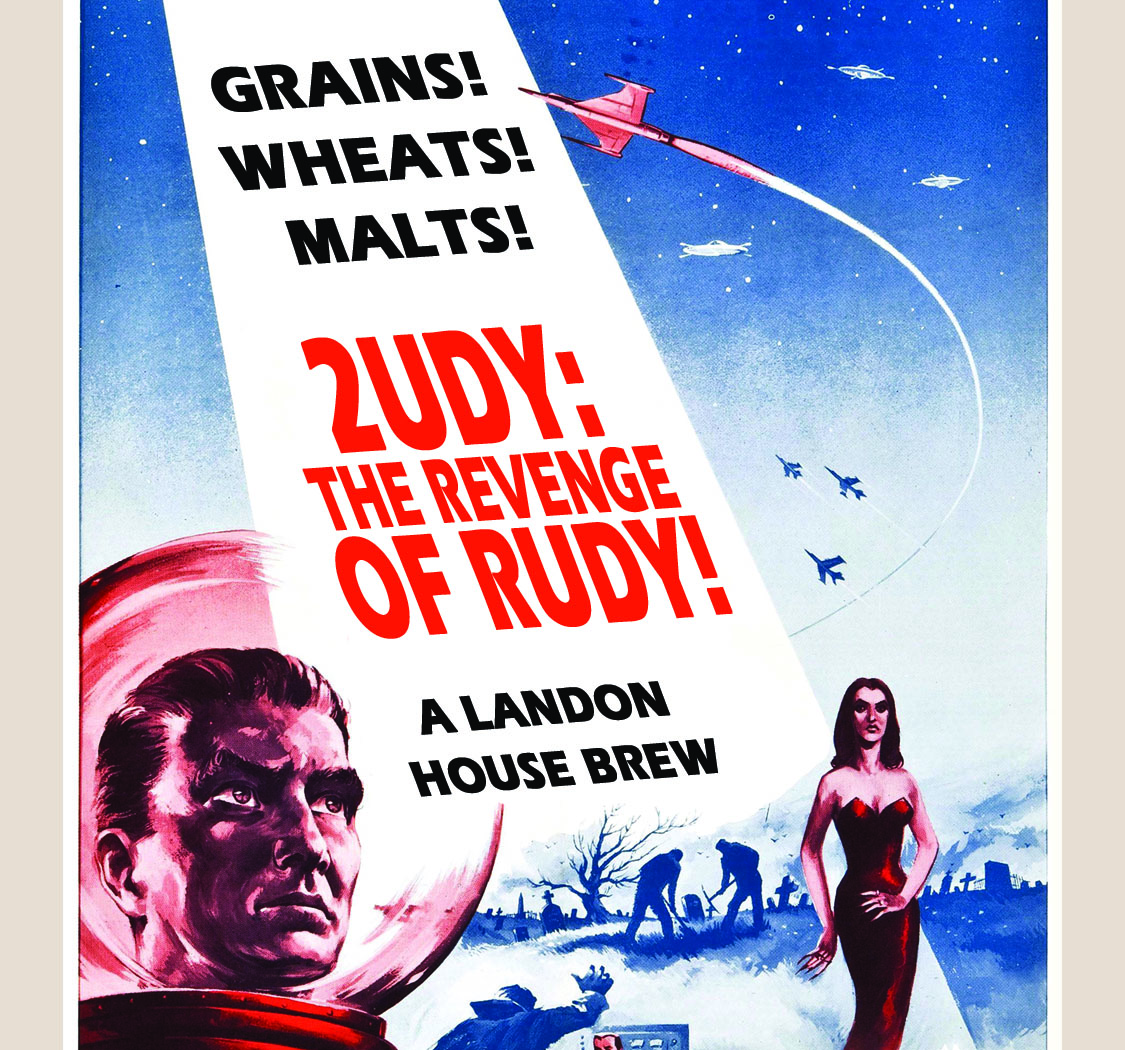 GRAINS!
WHEATS!
MALTS!
2UDY:
THE REVENGE
OF RUDY!
A LANDON
HOUSE BREW